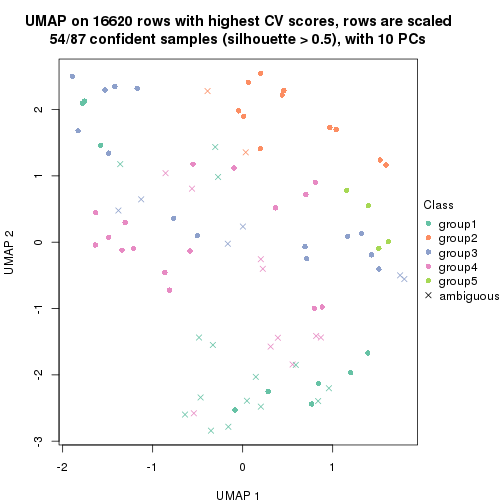 UMAP on 16620 rows with highest CV scores, rows are scaled
54/87 confident samples (silhouette > 0.5), with 10 PCs
2
1
0
-1
-2
-3
UMAP 2
-2
-1
0
1
UMAP 1
Class
group1
group2
group3
group4
group5
ambiguous